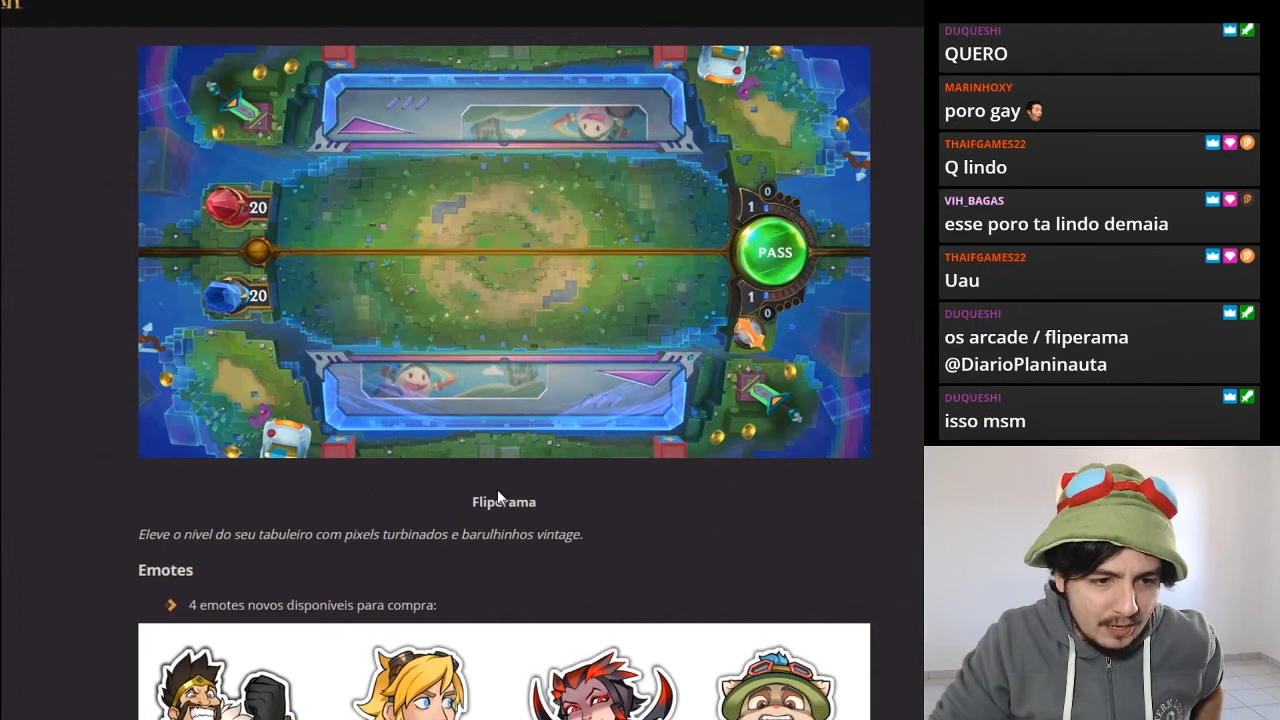 20
20
0
1
PASS
1
0
Fliperama
Eleve o nível do seu tabuleiro com pixels turbinados e barulhinhos vintage.
Emotes
4 emotes novos disponíveis para compra:
DUQUESHI
QUERO
MARINHOXY
poro gay
THAIFGAMES22
Q lindo
VIH_BAGAS
esse poro ta lindo demaia
THAIFGAMES22
Uau
DUQUESHI
os arcade / fliperama
@DiarioPlaninauta
DUQUESHI
isso msm